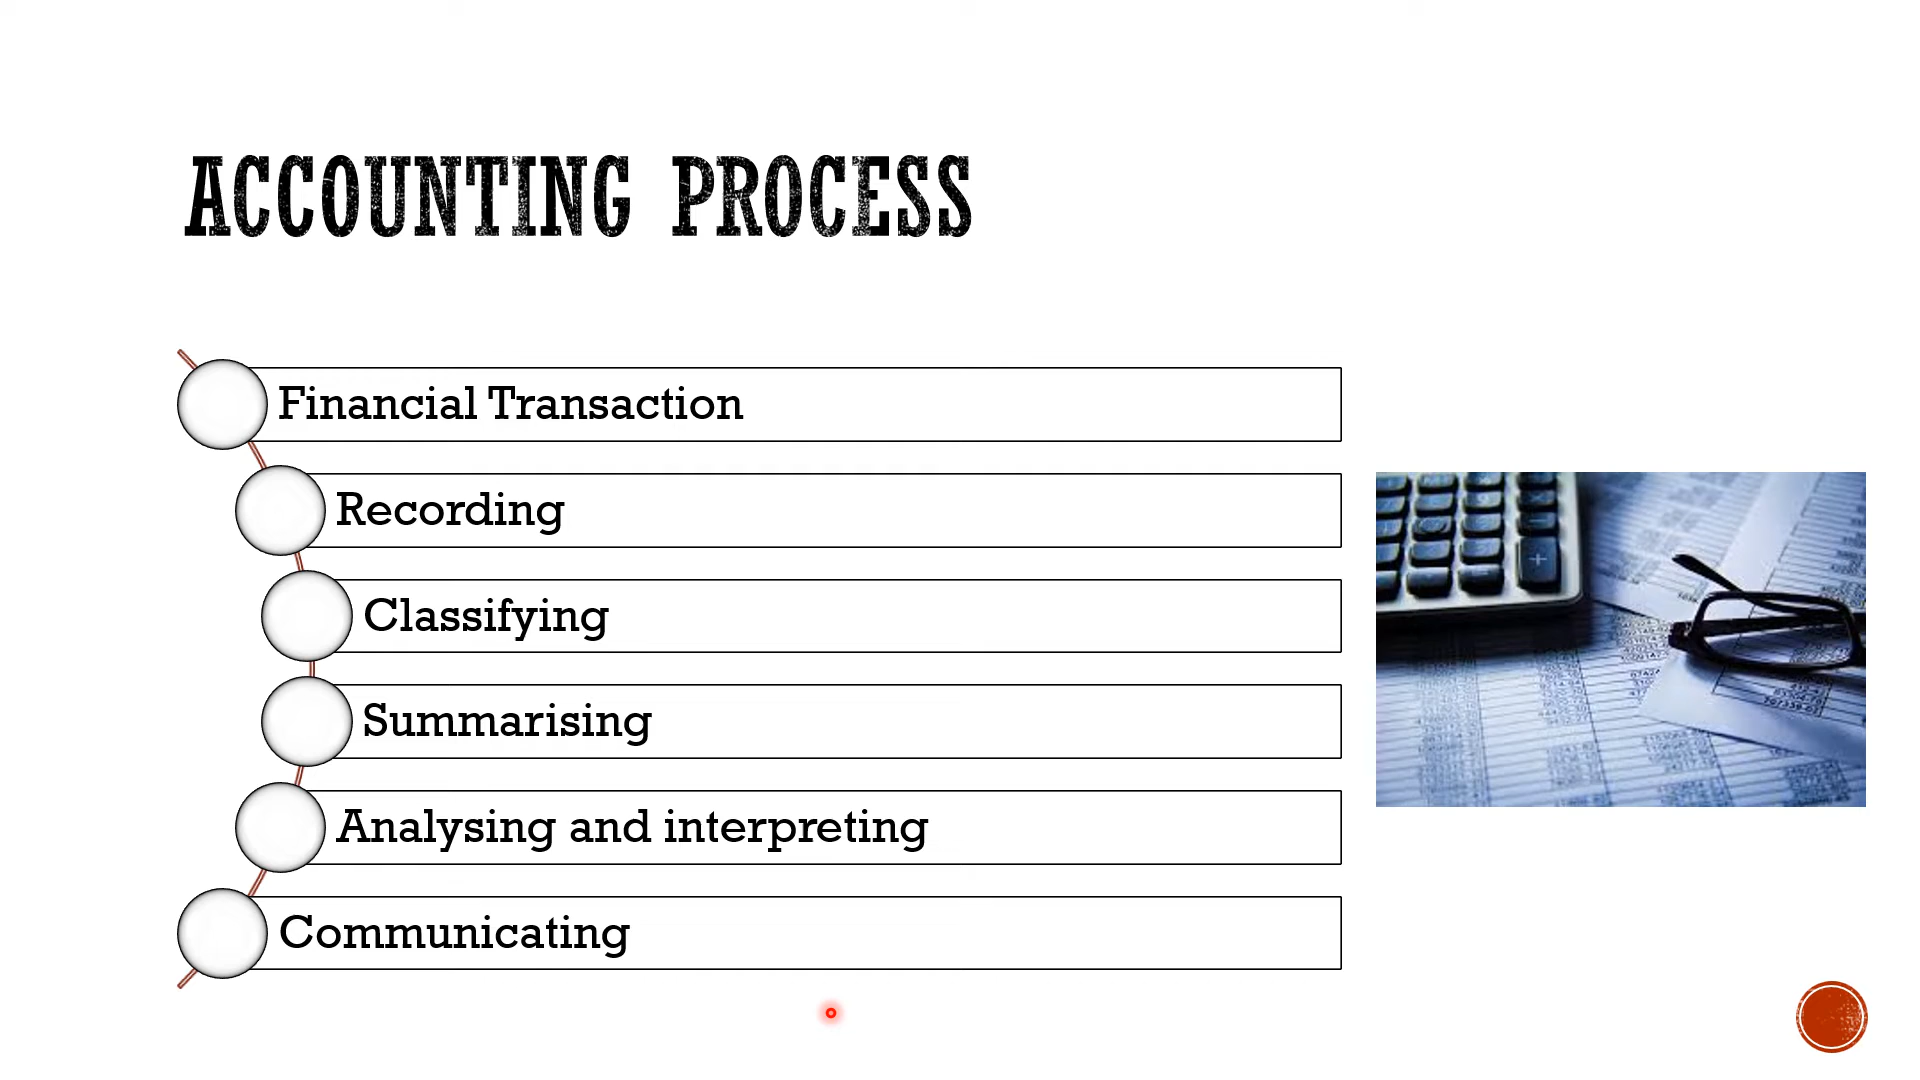 ACCOUNTING PROCESS
Financial Transaction
Recording
Classifying
Summarising
Analysing and interpreting
Communicating